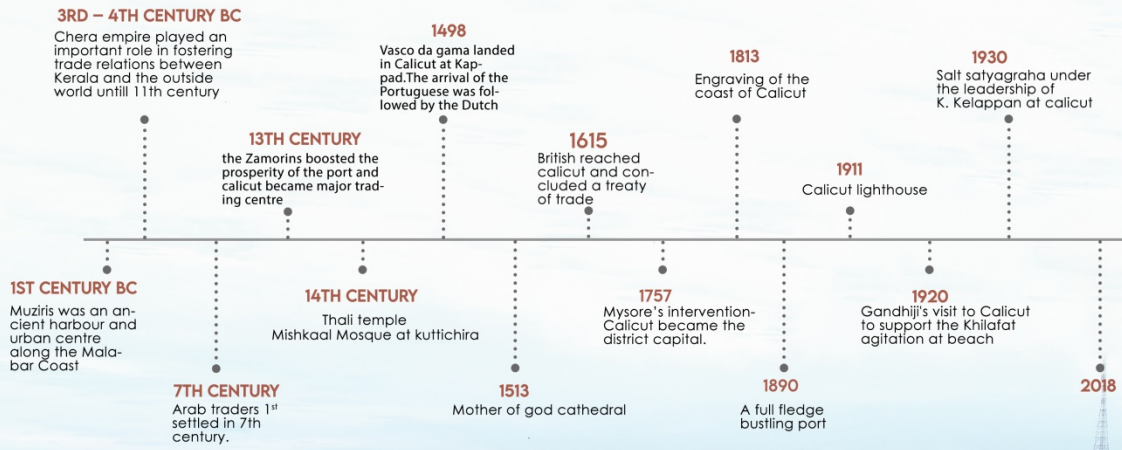 3RD – 4TH CENTURY BC
Chera empire played an
important role in fostering
trade relations between
Kerala and the outside
world untill 11th century
1498
Vasco da gama landed
in Calicut at Kap-
pad.The arrival of the
Portuguese was fol-
lowed by the Dutch
1813
Engraving of the
coast of Calicut
1930
Salt satyagraha under
the leadership of
K. Kelappan at calicut
13TH CENTURY
the Zamorins boosted the
prosperity of the port and
calicut became major trad-
ing centre
1615
British reached
calicut and con-
cluded a treaty
of trade
1911
Calicut lighthouse
1ST CENTURY BC
Muziris was an an-
cient harbour and
urban centre
along the Mala-
bar Coast
14TH CENTURY
Thali temple
Mishkaal Mosque at kuttichira
1757
Mysore's intervention-
Calicut became the
district capital.
1920
Gandhiji's visit to Calicut
to support the Khilafat
agitation at beach
7TH CENTURY
Arab traders 1st
settled in 7th
century.
1513
Mother of god cathedral
1890
A full fledge
bustling port
2018